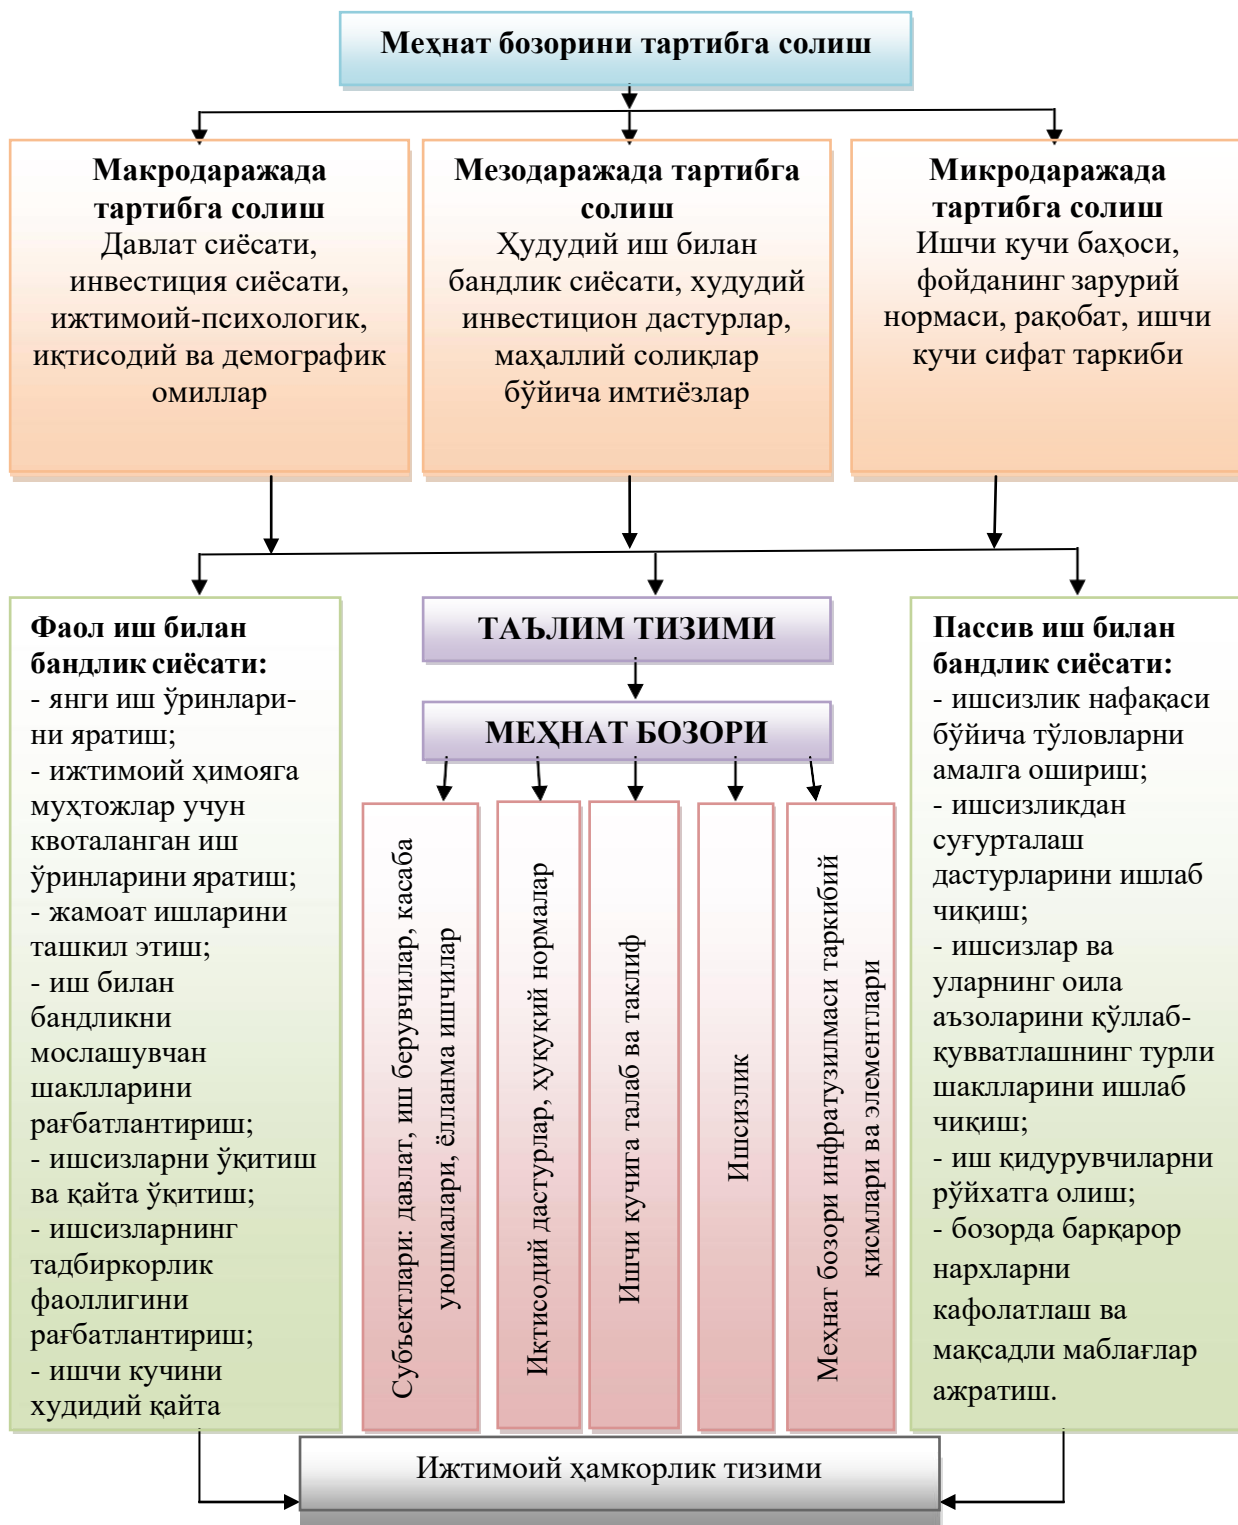 Меҳнат бозорини тартибга солиш
Макродаражада
тартибга солиш
Давлат сиёсати,
инвестиция сиёсати,
ижтимоий-психологик,
иқтисодий ва демографик
омиллар
Мезодаражада тартибга
солиш
Ҳудудий иш билан
бандлик сиёсати, худудий
инвестицион дастурлар,
маҳаллий солиқлар
бўйича имтиёзлар
Микродаражада
тартибга солиш
Ишчи кучи баҳоси,
фойданинг зарурий
нормаси, рақобат, ишчи
кучи сифат таркиби
Фаол иш билан
бандлик сиёсати:
- янги иш ўринлари-
ни яратиш;
- ижтимоий ҳимояга
муҳтожлар учун
квоталанган иш
ўринларини яратиш;
- жамоат ишларини
ташкил этиш;
- иш билан
бандликни
мослашувчан
шаклларини
рағбатлантириш;
- ишсизларни ўқитиш
ва қайта ўқитиш;
- ишсизларнинг
тадбиркорлик
фаоллигини
рағбатлантириш;
- ишчи кучини
худидий қайта
ТАЪЛИМ ТИЗИМИ
МЕҲНАТ БОЗОРИ
Субъектлари: давлат, иш берувчилар, касаба
уюшмалари, ёлланма ишчилар
Иқтисодий дастурлар, ҳуқуқий нормалар
Ишчи кучига талаб ва таклиф
Ишсизлик
Меҳнат бозори инфратузилмаси таркибий
қисмлари ва элементлари
Пассив иш билан
бандлик сиёсати:
- ишсизлик нафақаси
бўйича тўловларни
амалга ошириш;
- ишсизликдан
суғурталаш
дастурларини ишлаб
чиқиш;
- ишсизлар ва
уларнинг оила
аъзоларини қўллаб-
қувватлашнинг турли
шаклларини ишлаб
чиқиш;
- иш қидурувчиларни
рўйхатга олиш;
- бозорда барқарор
нархларни
кафолатлаш ва
мақсадли маблағлар
ажратиш.
Ижтимоий ҳамкорлик тизими